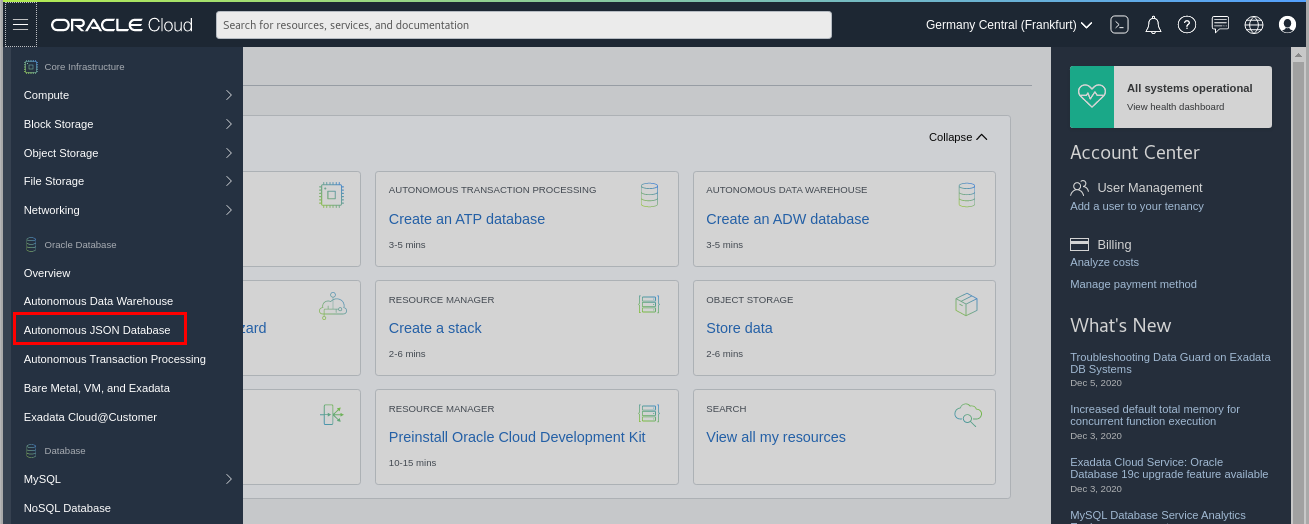 ORACLE Cloud
Search for resources, services, and documentation
Germany Central (Frankfurt)
Core Infrastructure
Compute
Block Storage
Object Storage
File Storage
Networking
Oracle Database
Overview
Autonomous Data Warehouse
Autonomous JSON Database
Autonomous Transaction Processing
Bare Metal, VM, and Exadata
Exadata Cloud@Customer
Database
MySQL
NoSQL Database
Collapse
AUTONOMOUS TRANSACTION PROCESSING
Create an ATP database
3-5 mins
AUTONOMOUS DATA WAREHOUSE
Create an ADW database
3-5 mins
zard
RESOURCE MANAGER
Create a stack
2-6 mins
OBJECT STORAGE
Store data
2-6 mins
RESOURCE MANAGER
Preinstall Oracle Cloud Development Kit
10-15 mins
SEARCH
View all my resources
All systems operational
View health dashboard
Account Center
User Management
Add a user to your tenancy
Billing
Analyze costs
Manage payment method
What's New
Troubleshooting Data Guard on Exadata
DB Systems
Dec 5, 2020
Increased default total memory for
concurrent function execution
Dec 3, 2020
Exadata Cloud Service: Oracle
Database 19c upgrade feature available
Dec 3, 2020
MySQL Database Service Analytics